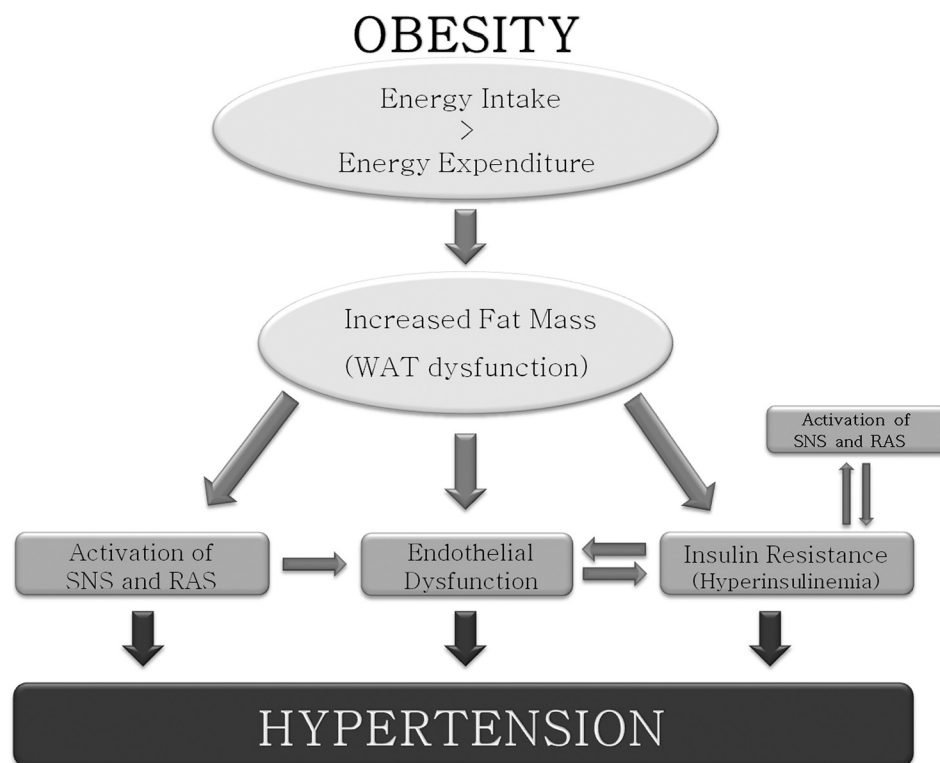 OBESITY
Energy Intake
>
Energy Expenditure
Increased Fat Mass
(WAT dysfunction)
Activation of
SNS and RAS
Activation of
SNS and RAS
Endothelial
Dysfunction
Insulin Resistance
(Hyperinsulinemia)
HYPERTENSION